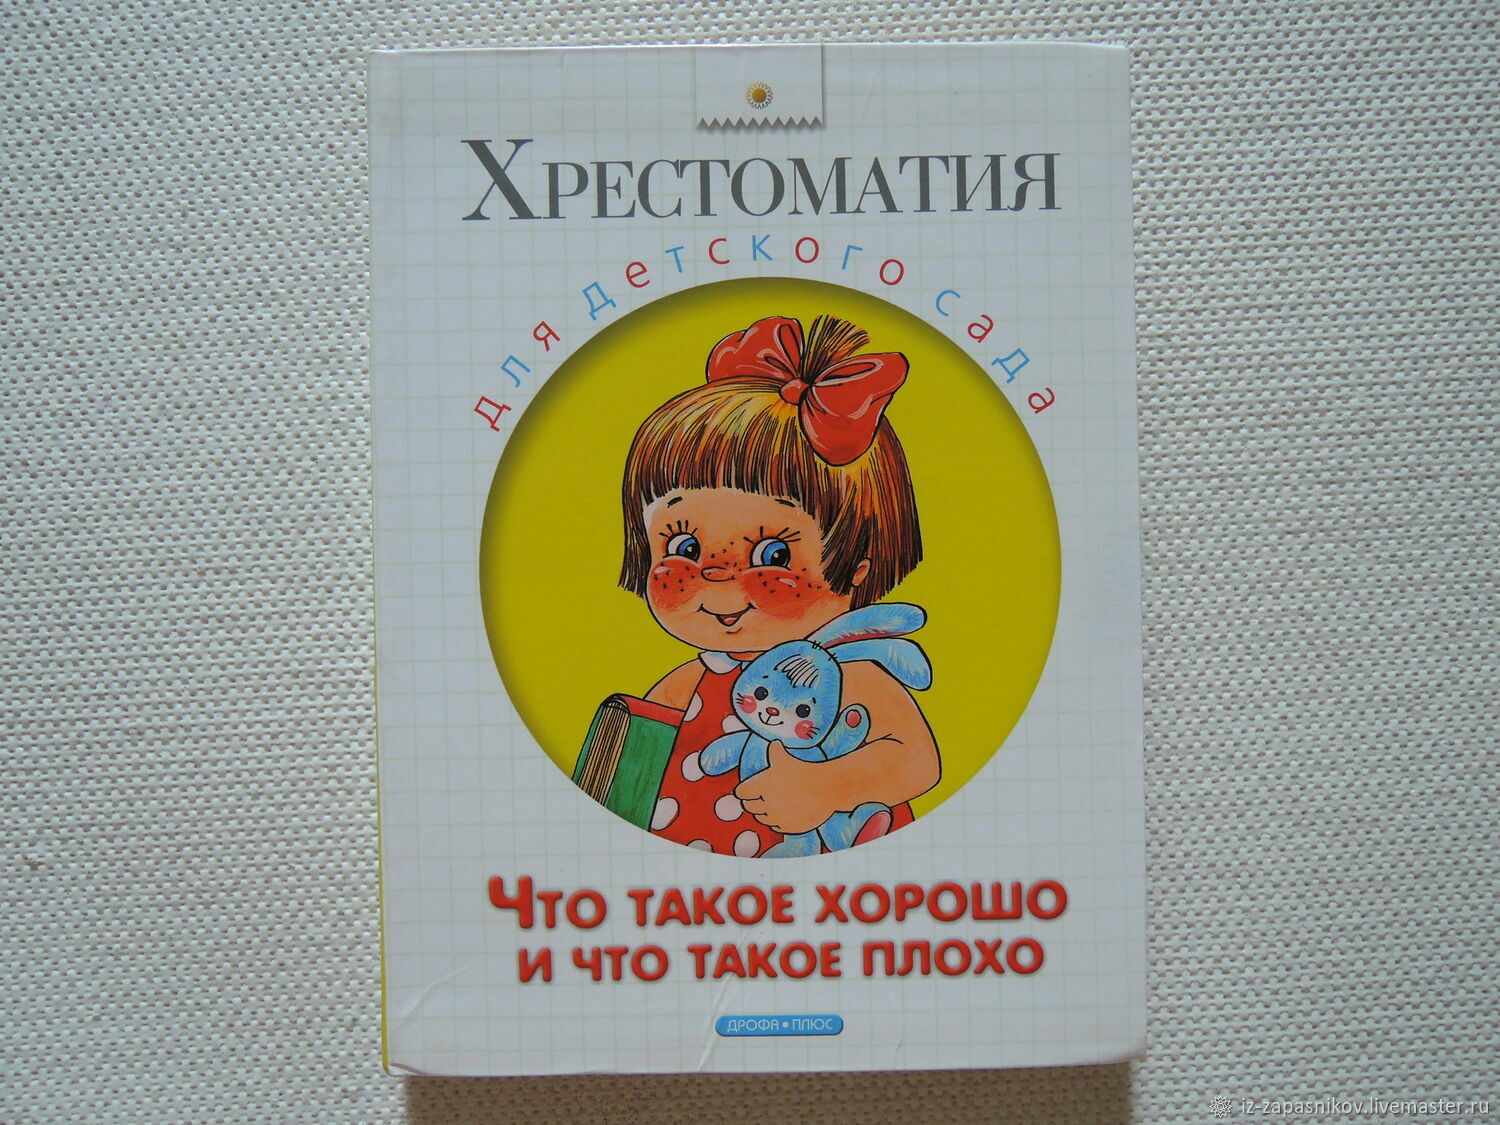 Хрестоматия
для детского сада
Что такое хорошо
и что такое плохо
ДРОФА•ПЛЮС
iz-zapasnikov.livemaster.ru